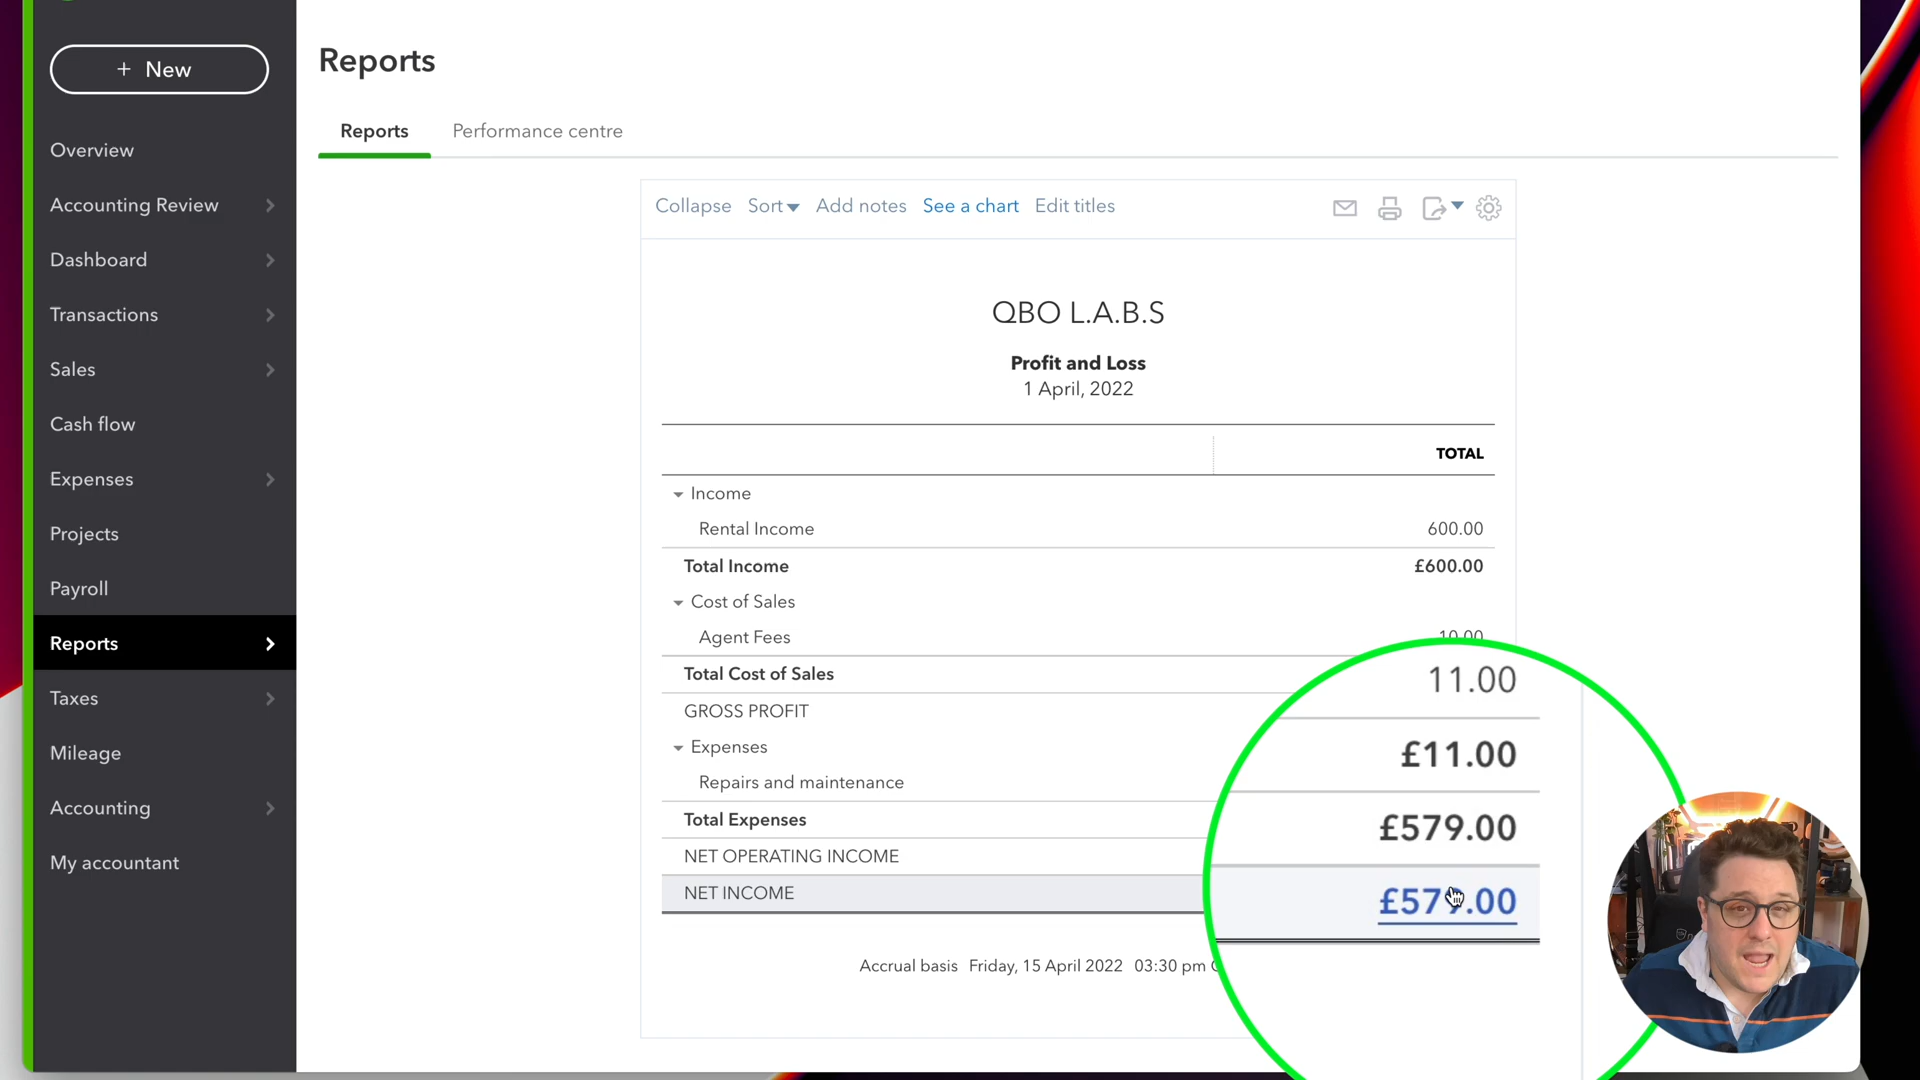 + New
Overview
Accounting Review
Dashboard
Transactions
Sales
Cash flow
Expenses
Projects
Payroll
Reports
Taxes
Mileage
Accounting
My accountant
Reports
Reports Performance centre
Collapse Sort Add notes See a chart Edit titles
QBO L.A.B.S
Profit and Loss
1 April, 2022
TOTAL
Income
Rental Income 600.00
Total Income £600.00
Cost of Sales
Agent Fees 10.00
Total Cost of Sales
GROSS PROFIT
Expenses
Repairs and maintenance 11.00
Total Expenses £11.00
NET OPERATING INCOME £579.00
NET INCOME £579.00
Accrual basis Friday, 15 April 2022 03:30 pm